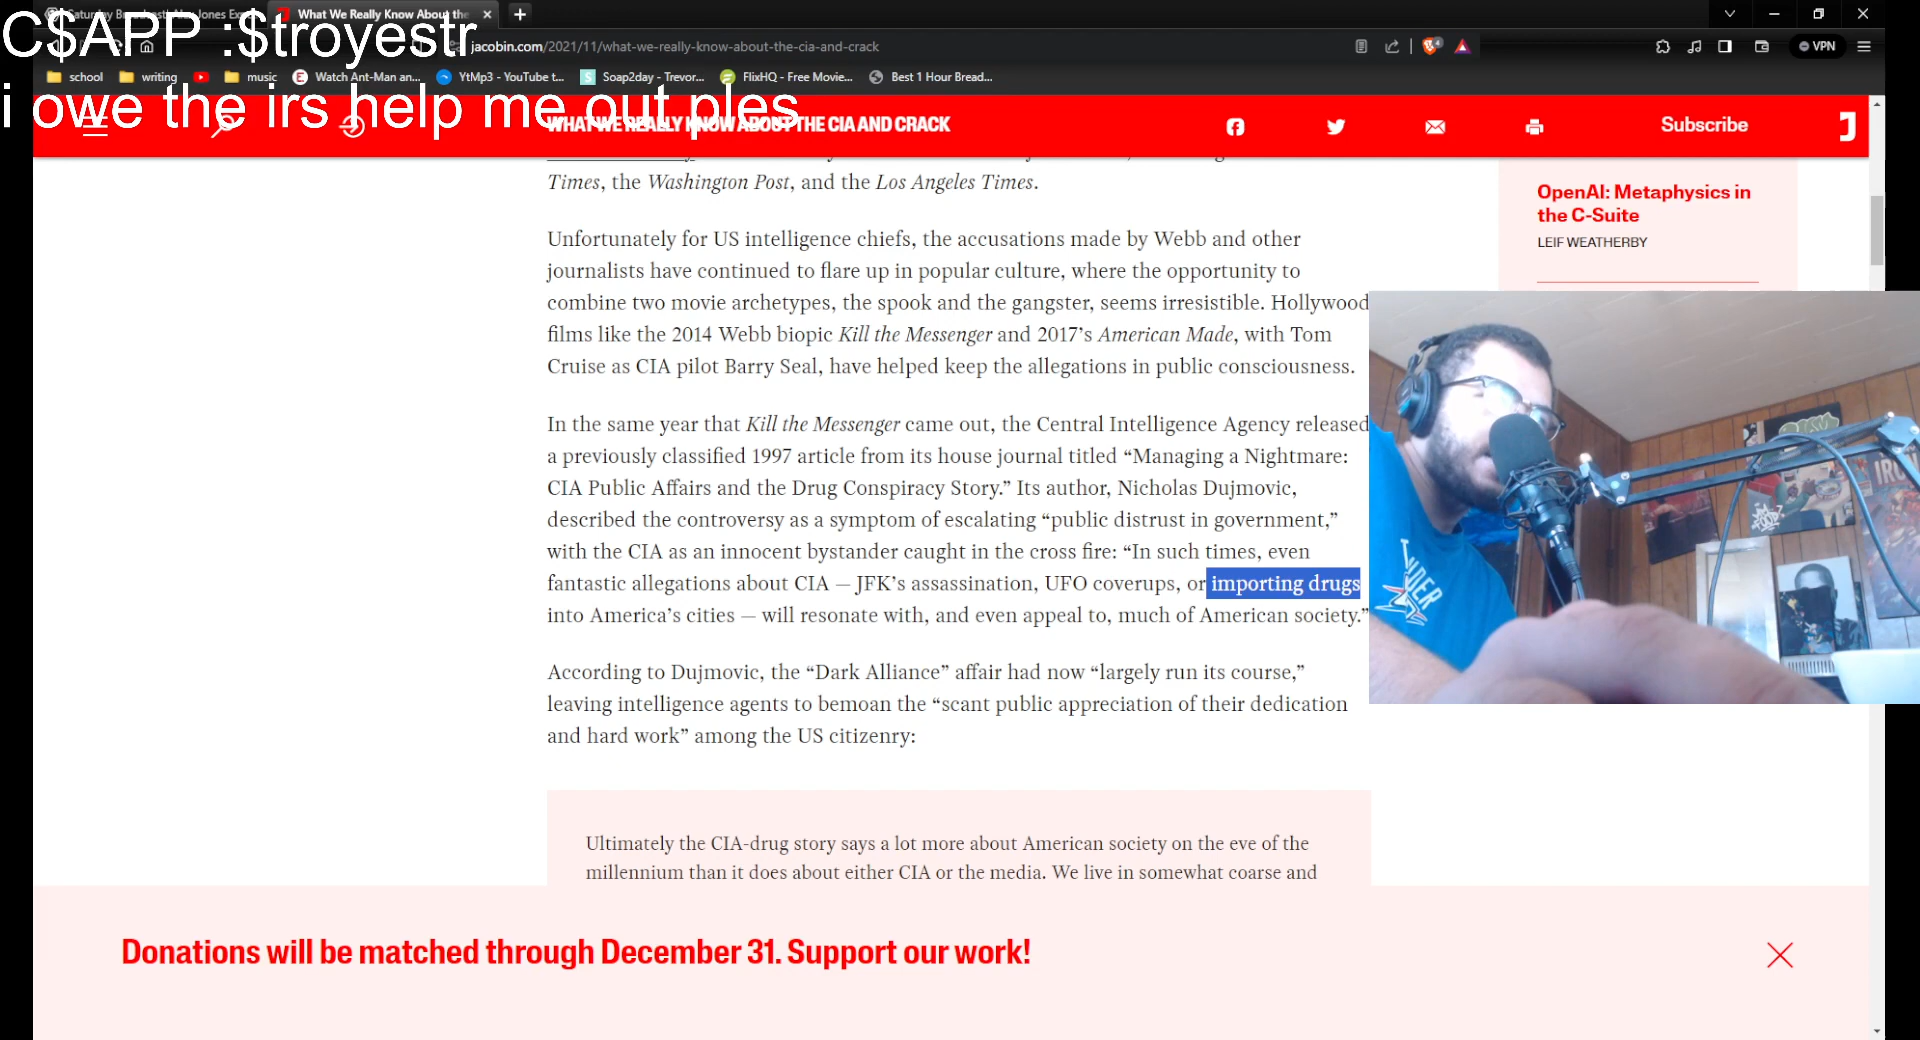 C$APP :$troyestr
i owe the irs help me out ples
Saturday Broadcast: Alex Jones Ex
What We Really Know About the
jacobin.com/2021/11/what-we-really-know-about-the-cia-and-crack
VPN
school
writing
music
Watch Ant-Man an...
YtMp3 - YouTube t...
Soap2day - Trevor...
FlixHQ - Free Movie...
Best 1 Hour Bread...
WHAT WE REALLY KNOW ABOUT THE CIA AND CRACK
Subscribe
Times, the Washington Post, and the Los Angeles Times.
Unfortunately for US intelligence chiefs, the accusations made by Webb and other
journalists have continued to flare up in popular culture, where the opportunity to
combine two movie archetypes, the spook and the gangster, seems irresistible. Hollywood
films like the 2014 Webb biopic Kill the Messenger and 2017’s American Made, with Tom
Cruise as CIA pilot Barry Seal, have helped keep the allegations in public consciousness.
In the same year that Kill the Messenger came out, the Central Intelligence Agency released
a previously classified 1997 article from its house journal titled “Managing a Nightmare:
CIA Public Affairs and the Drug Conspiracy Story.” Its author, Nicholas Dujmovic,
described the controversy as a symptom of escalating “public distrust in government,”
with the CIA as an innocent bystander caught in the cross fire: “In such times, even
fantastic allegations about CIA — JFK’s assassination, UFO coverups, or importing drugs
into America’s cities — will resonate with, and even appeal to, much of American society.”
According to Dujmovic, the “Dark Alliance” affair had now “largely run its course,”
leaving intelligence agents to bemoan the “scant public appreciation of their dedication
and hard work” among the US citizenry:
Ultimately the CIA-drug story says a lot more about American society on the eve of the
millennium than it does about either CIA or the media. We live in somewhat coarse and
OpenAI: Metaphysics in
the C-Suite
LEIF WEATHERBY
Donations will be matched through December 31. Support our work!